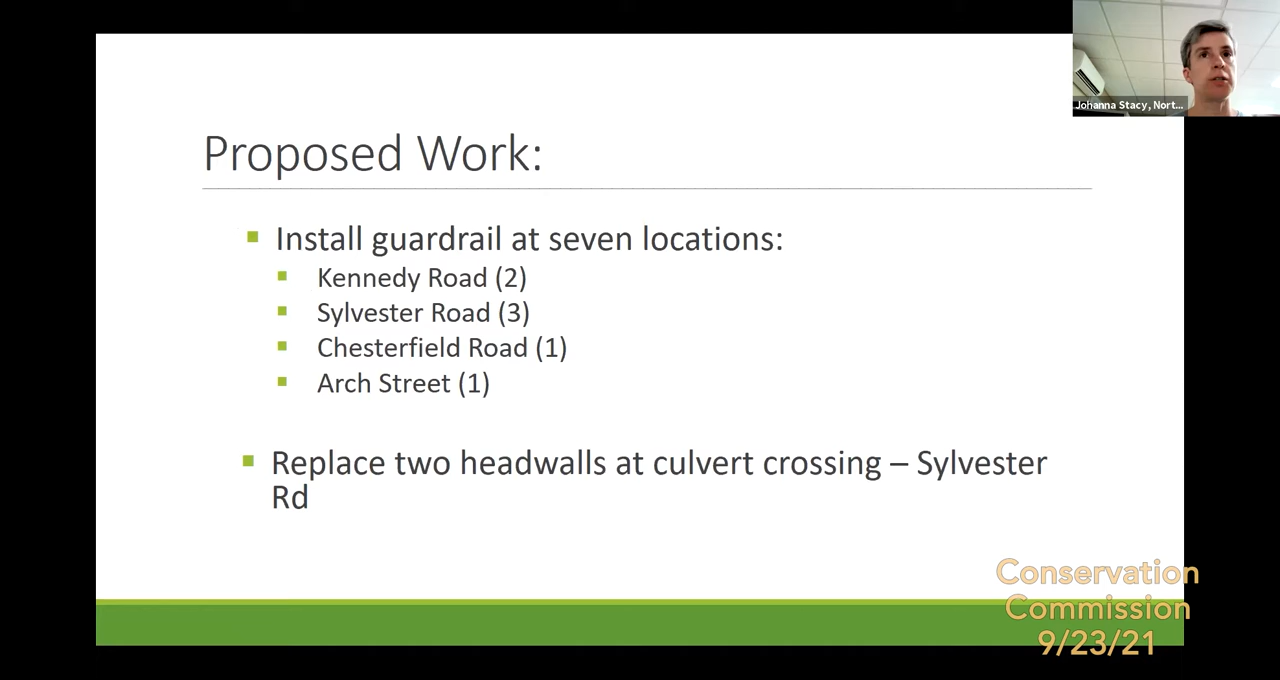 Johanna Stacy, Nort...
Proposed Work:
Install guardrail at seven locations:
Kennedy Road (2)
Sylvester Road (3)
Chesterfield Road (1)
Arch Street (1)
Replace two headwalls at culvert crossing – Sylvester
Rd
Conservation
Commission
9/23/21